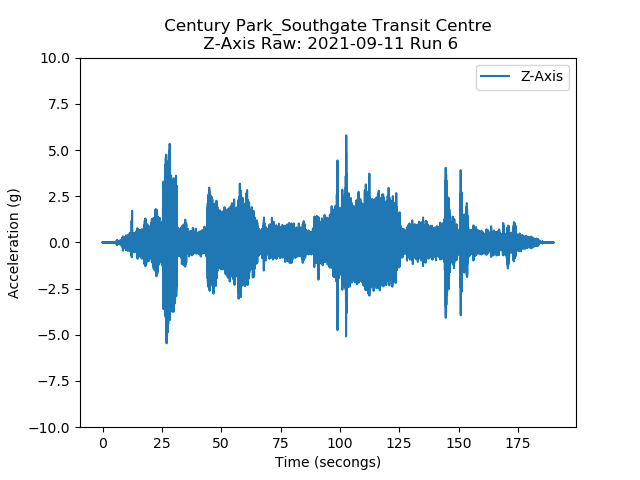 Century Park_Southgate Transit Centre
Z-Axis Raw: 2021-09-11 Run 6
Z-Axis
10.0
7.5
5.0
2.5
0.0
−2.5
−5.0
−7.5
−10.0
Acceleration (g)
0 25 50 75 100 125 150 175
Time (secongs)